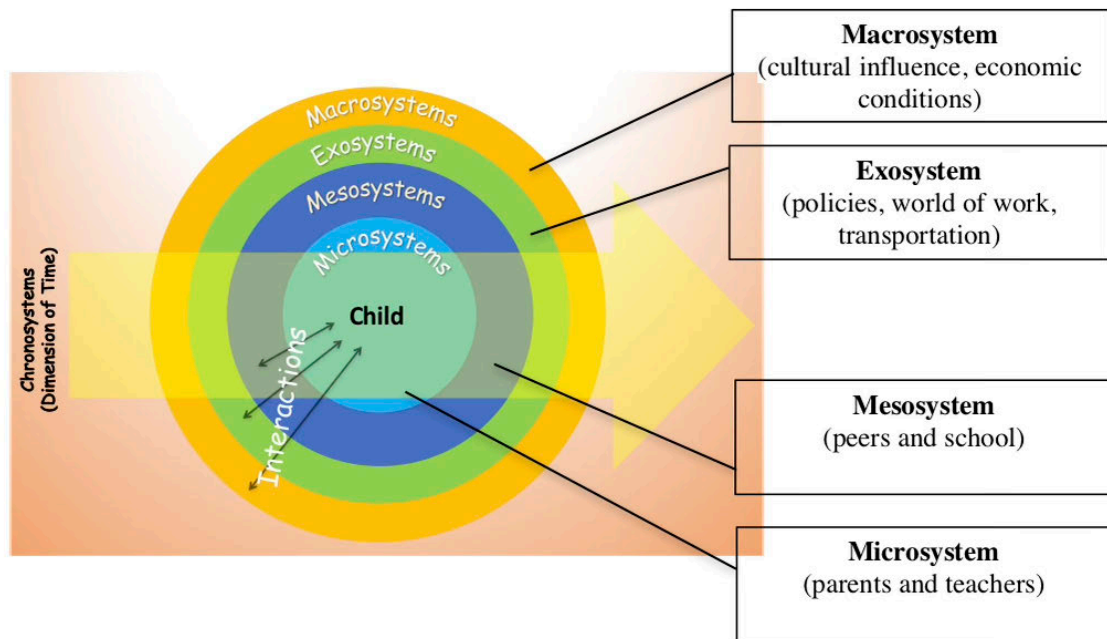 Macrosystem
(cultural influence, economic
conditions)
Exosystem
(policies, world of work,
transportation)
Mesosystem
(peers and school)
Microsystem
(parents and teachers)
Macrosystems
Exosystems
Mesosystems
Microsystems
Child
Interactions
Chronosystems
(Dimension of Time)